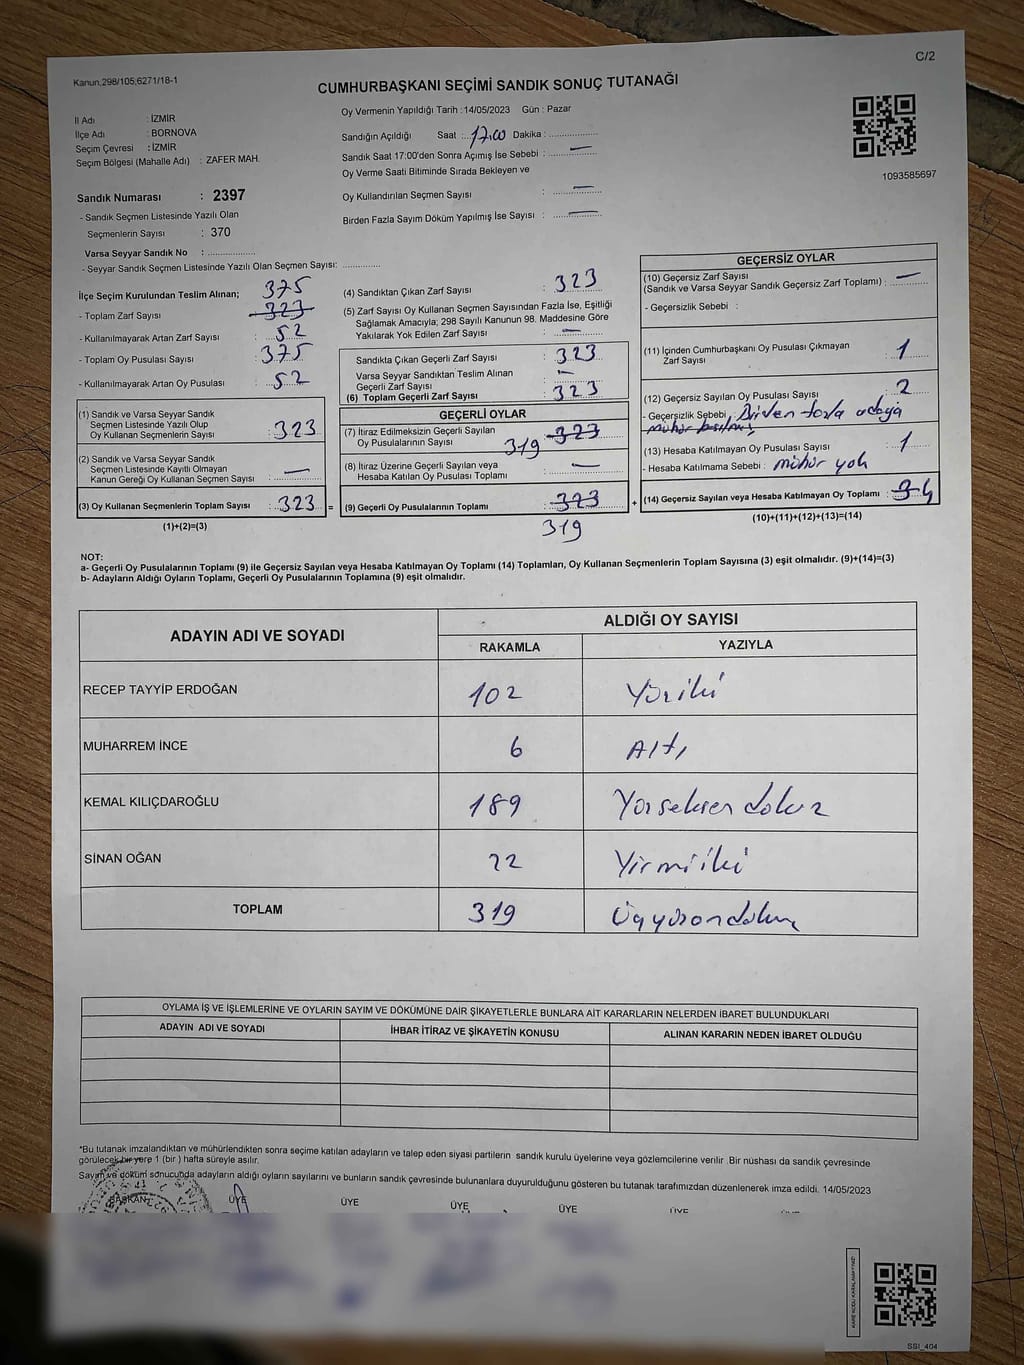 C/2
Kanun:298/105,6271/18-1
CUMHURBAŞKANI SEÇİMİ SANDIK SONUÇ TUTANAĞI
Oy Vermenin Yapıldığı Tarih :14/05/2023 Gün : Pazar
İl Adı : İZMİR
İlçe Adı : BORNOVA
Seçim Çevresi : İZMİR
Seçim Bölgesi (Mahalle Adı) : ZAFER MAH.
Sandığın Açıldığı Saat : 17.00 Dakika :
Sandık Saat 17:00'den Sonra Açımış İse Sebebi : —
Oy Verme Saati Bitiminde Sırada Bekleyen ve
Oy Kullandırılan Seçmen Sayısı : —
Birden Fazla Sayım Döküm Yapılmış İse Sayısı : —
1093585697
Sandık Numarası : 2397
- Sandık Seçmen Listesinde Yazılı Olan
Seçmenlerin Sayısı : 370
Varsa Seyyar Sandık No :
- Seyyar Sandık Seçmen Listesinde Yazılı Olan Seçmen Sayısı:
İlçe Seçim Kurulundan Teslim Alınan; 375
- Toplam Zarf Sayısı : 323
- Kullanılmayarak Artan Zarf Sayısı : 52
- Toplam Oy Pusulası Sayısı : 375
- Kullanılmayarak Artan Oy Pusulası : 52
(1) Sandık ve Varsa Seyyar Sandık
Seçmen Listesinde Yazılı Olup
Oy Kullanan Seçmenlerin Sayısı : 323
(2) Sandık ve Varsa Seyyar Sandık
Seçmen Listesinde Kayıtlı Olmayan
Kanun Gereği Oy Kullanan Seçmen Sayısı : —
(3) Oy Kullanan Seçmenlerin Toplam Sayısı : 323 =
(1)+(2)=(3)
(4) Sandıktan Çıkan Zarf Sayısı : 323
(5) Zarf Sayısı Oy Kullanan Seçmen Sayısından Fazla İse, Eşitliği
Sağlamak Amacıyla; 298 Sayılı Kanunun 98. Maddesine Göre
Yakılarak Yok Edilen Zarf Sayısı : —
Sandıkta Çıkan Geçerli Zarf Sayısı : 323
Varsa Seyyar Sandıktan Teslim Alınan
Geçerli Zarf Sayısı : —
(6) Toplam Geçerli Zarf Sayısı : 323
GEÇERLİ OYLAR
(7) İtiraz Edilmeksizin Geçerli Sayılan
Oy Pusulalarının Sayısı : 319 323
(8) İtiraz Üzerine Geçerli Sayılan veya
Hesaba Katılan Oy Pusulası Toplamı : —
(9) Geçerli Oy Pusulalarının Toplamı : 323 +
319
GEÇERSİZ OYLAR
(10) Geçersiz Zarf Sayısı
(Sandık ve Varsa Seyyar Sandık Geçersiz Zarf Toplamı) : —
- Geçersizlik Sebebi :
(11) İçinden Cumhurbaşkanı Oy Pusulası Çıkmayan
Zarf Sayısı : 1
(12) Geçersiz Sayılan Oy Pusulası Sayısı : 2
- Geçersizlik Sebebi : Birden fazla adaya
mühür basılmış
(13) Hesaba Katılmayan Oy Pusulası Sayısı : 1
- Hesaba Katılmama Sebebi : mühür yok
(14) Geçersiz Sayılan veya Hesaba Katılmayan Oy Toplamı : 3 4
(10)+(11)+(12)+(13)=(14)
NOT:
a- Geçerli Oy Pusulalarının Toplamı (9) ile Geçersiz Sayılan veya Hesaba Katılmayan Oy Toplamı (14) Toplamları, Oy Kullanan Seçmenlerin Toplam Sayısına (3) eşit olmalıdır. (9)+(14)=(3)
b- Adayların Aldığı Oyların Toplamı, Geçerli Oy Pusulalarının Toplamına (9) eşit olmalıdır.
ADAYIN ADI VE SOYADI
ALDIĞI OY SAYISI
RAKAMLA YAZIYLA
RECEP TAYYİP ERDOĞAN 102 Yüziki
MUHARREM İNCE 6 Altı
KEMAL KILIÇDAROĞLU 189 Yüzseksen dokuz
SİNAN OĞAN 22 Yirmiiki
TOPLAM 319 Üçyüzondokuz
OYLAMA İŞ VE İŞLEMLERİNE VE OYLARIN SAYIM VE DÖKÜMÜNE DAİR ŞİKAYETLERLE BUNLARA AİT KARARLARIN NELERDEN İBARET BULUNDUKLARI
ADAYIN ADI VE SOYADI İHBAR İTİRAZ VE ŞİKAYETİN KONUSU ALINAN KARARIN NEDEN İBARET OLDUĞU
*Bu tutanak imzalandıktan ve mühürlendikten sonra seçime katılan adayların ve talep eden siyasi partilerin sandık kurulu üyelerine veya gözlemcilerine verilir .Bir nüshası da sandık çevresinde
görülecek bir yere 1 (bir ) hafta süreyle asılır.
Sayım ve döküm sonucunda adayların aldığı oyların sayılarını ve bunların sandık çevresinde bulunanlara duyurulduğunu gösteren bu tutanak tarafımızdan düzenlenerek imza edildi. 14/05/2023
BAŞKAN ÜYE ÜYE ÜYE ÜYE ÜYE ÜYE
SSI_404